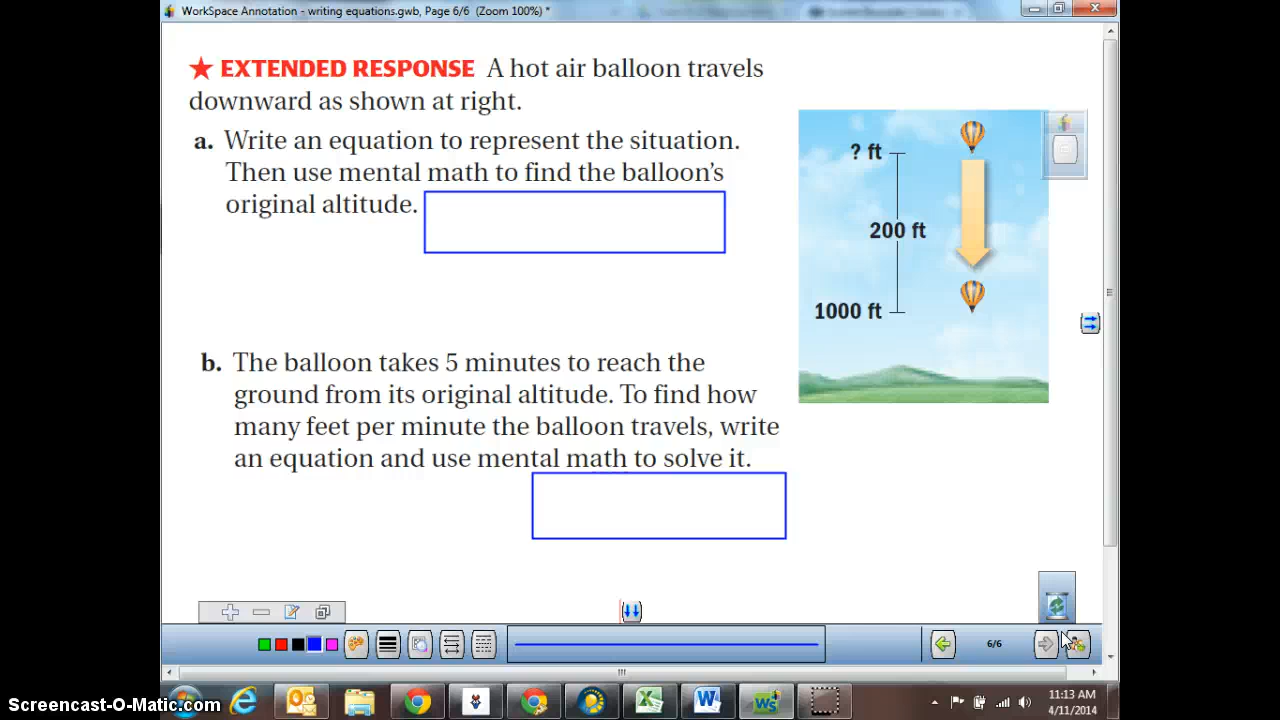 WorkSpace Annotation - writing equations.gwb, Page 6/6 (Zoom 100%) *
★ EXTENDED RESPONSE A hot air balloon travels
downward as shown at right.
a. Write an equation to represent the situation.
Then use mental math to find the balloon's
original altitude.
? ft
200 ft
1000 ft
b. The balloon takes 5 minutes to reach the
ground from its original altitude. To find how
many feet per minute the balloon travels, write
an equation and use mental math to solve it.
6/6
Screencast-O-Matic.com
11:13 AM
4/11/2014